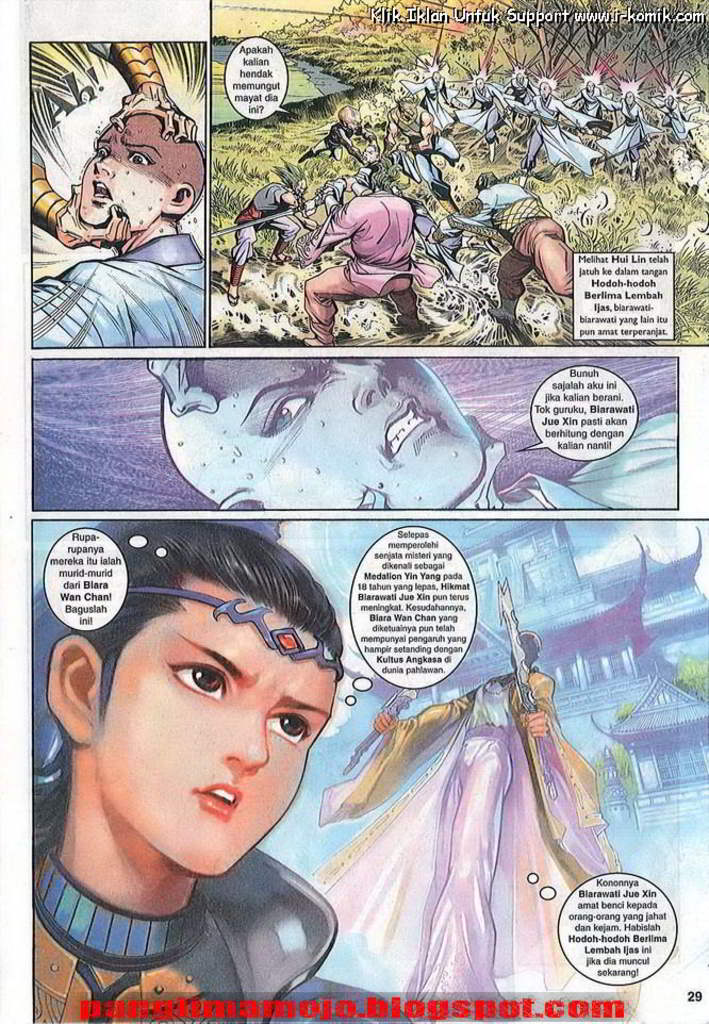 Klik Iklan Untuk Support www.i-komik.com
Apakah
kalian
hendak
memungut
mayat dia
ini?
Melihat Hui Lin telah
jatuh ke dalam tangan
Hodoh-hodoh
Berlima Lembah
Ijas, biarawati-
biarawati yang lain itu
pun amat terperanjat.
Bunuh
sajalah aku ini
jika kalian berani.
Tok guruku, Biarawati
Jue Xin pasti akan
berhitung dengan
kalian nanti!
Rupa-
rupanya
mereka itu ialah
murid-murid
dari Biara
Wan Chan!
Baguslah
ini!
Selepas
memperolehi
senjata misteri yang
dikenali sebagai
Medalion Yin Yang pada
18 tahun yang lepas, Hikmat
Biarawati Jue Xin pun terus
meningkat. Kesudahannya,
Biara Wan Chan yang
diketuainya pun telah
mempunyai pengaruh yang
hampir setanding dengan
Kultus Angkasa di
dunia pahlawan.
Kononnya
Biarawati Jue Xin
amat benci kepada
orang-orang yang jahat
dan kejam. Habislah
Hodoh-hodoh Berlima
Lembah Ijas ini
jika dia muncul
sekarang!
29
panglimamojo.blogspot.com